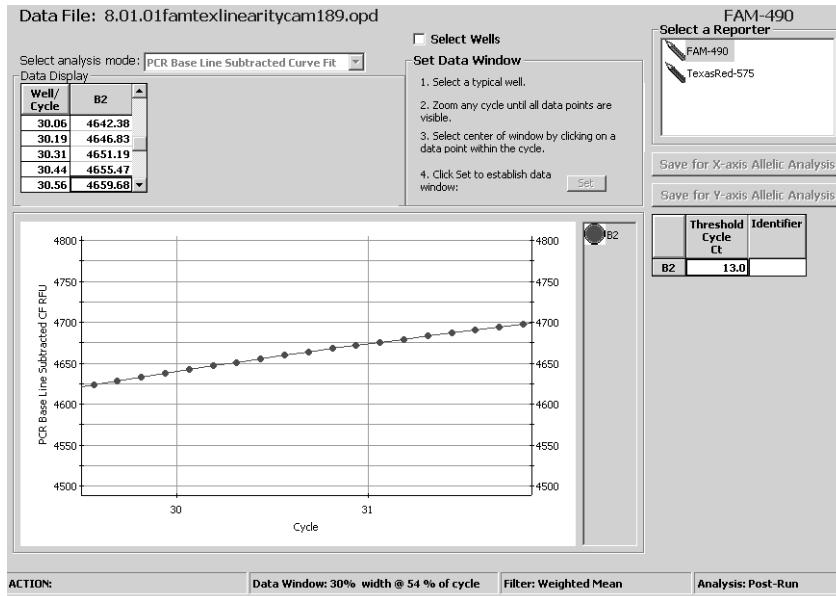 Data File: 8.01.01famtexlinearitycam189.opd
FAM-490
Select analysis mode: PCR Base Line Subtracted Curve Fit
Data Display
Well/ Cycle B2
30.06 4642.38
30.19 4646.83
30.31 4651.19
30.44 4655.47
30.56 4659.68
Select Wells
Set Data Window
1. Select a typical well.
2. Zoom any cycle until all data points are
visible.
3. Select center of window by clicking on a
data point within the cycle.
4. Click Set to establish data
window:
Set
Select a Reporter
FAM-490
TexasRed-575
Save for X-axis Allelic Analysis
Save for Y-axis Allelic Analysis
Threshold Cycle Ct Identifier
B2 13.0
PCR Base Line Subtracted CF RFU
4800 4800
4750 4750
4700 4700
4650 4650
4600 4600
4550 4550
4500 4500
30 31
Cycle
B2
ACTION:
Data Window: 30% width @ 54 % of cycle
Filter: Weighted Mean
Analysis: Post-Run